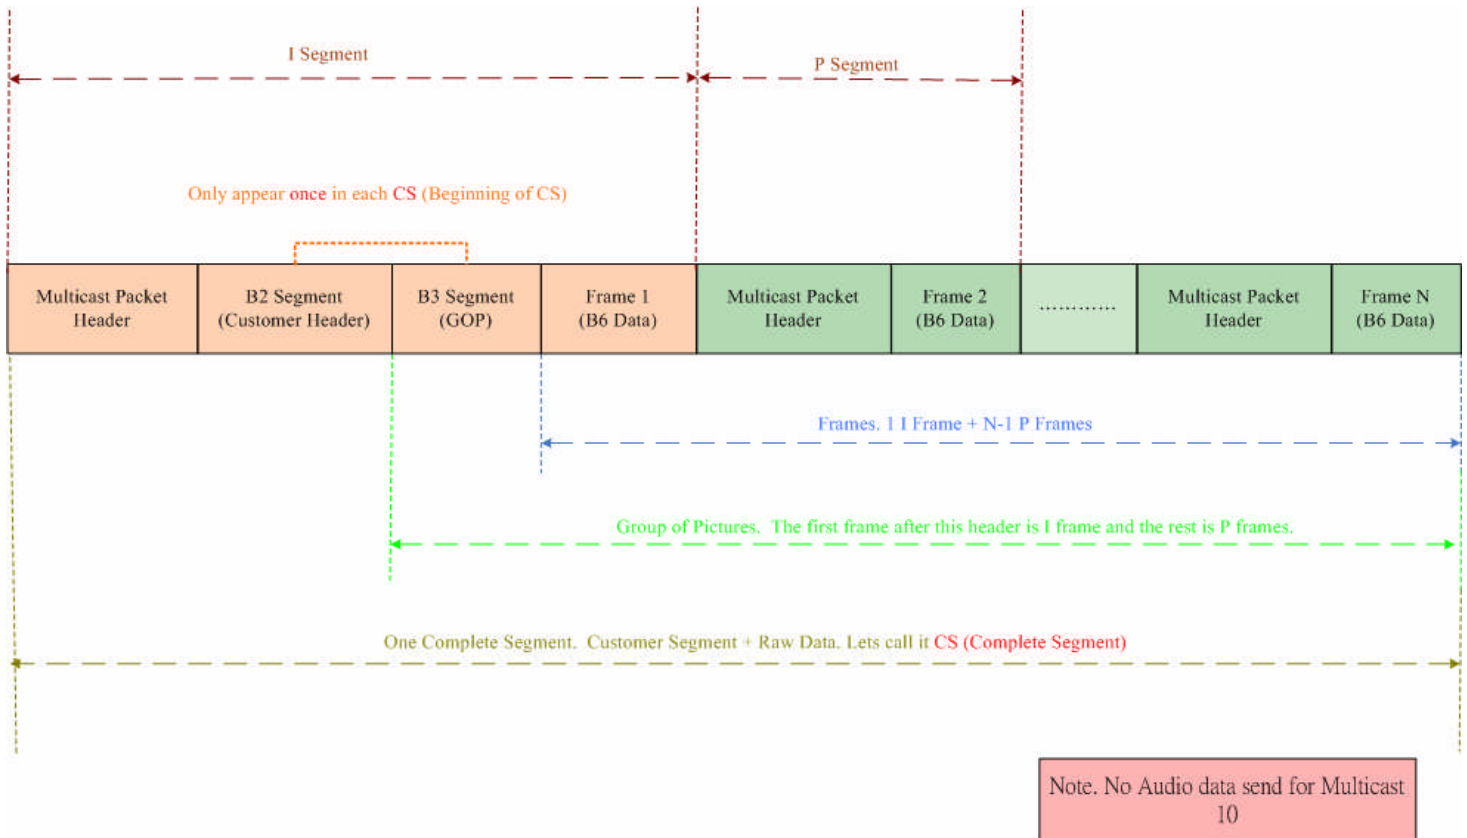 I Segment
P Segment
Only appear once in each CS (Beginning of CS)
Multicast Packet
Header
B2 Segment
(Customer Header)
B3 Segment
(GOP)
Frame 1
(B6 Data)
Multicast Packet
Header
Frame 2
(B6 Data)
............
Multicast Packet
Header
Frame N
(B6 Data)
Frames. 1 I Frame + N-1 P Frames
Group of Pictures. The first frame after this header is I frame and the rest is P frames.
One Complete Segment. Customer Segment + Raw Data. Lets call it CS (Complete Segment)
Note. No Audio data send for Multicast
10